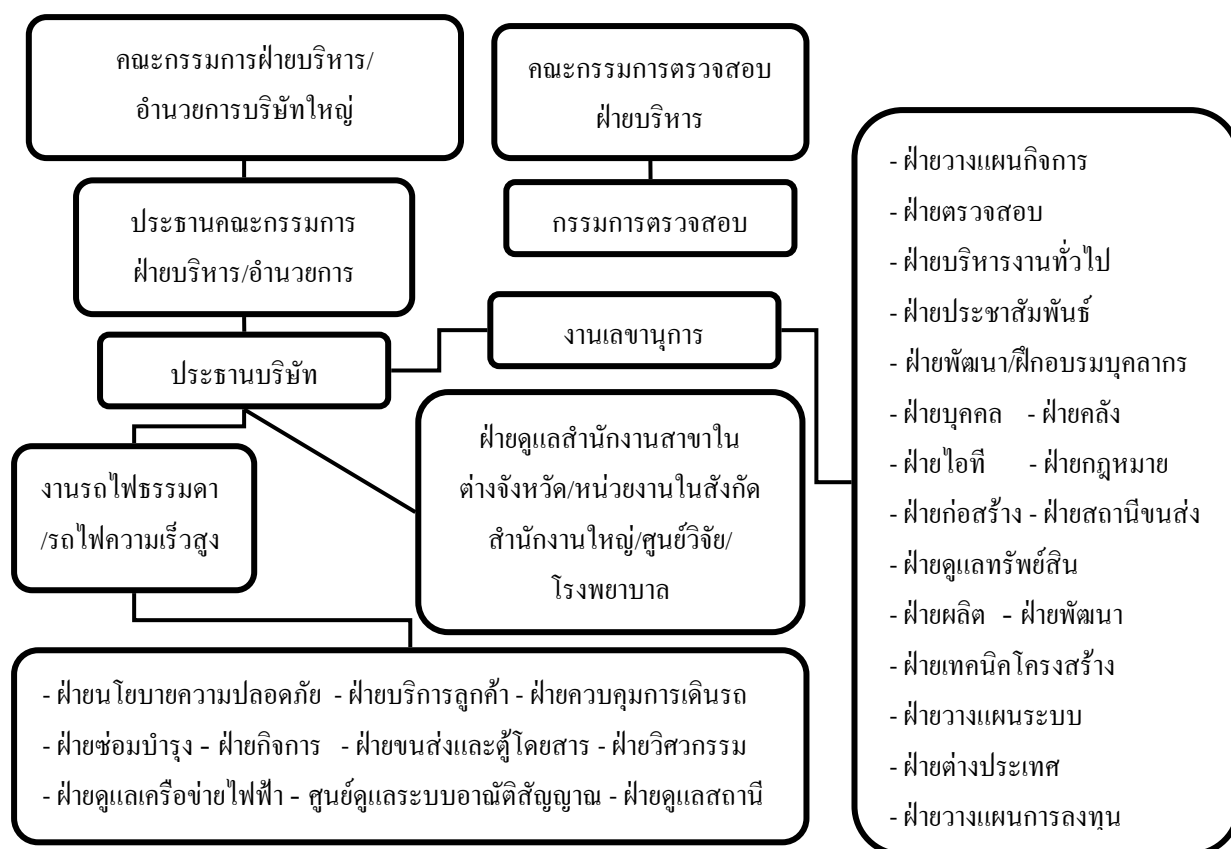 คณะกรรมการฝ่ายบริหาร/
อำนวยการบริษัทใหญ่
คณะกรรมการตรวจสอบ
ฝ่ายบริหาร
ประธานคณะกรรมการ
ฝ่ายบริหาร/อำนวยการ
กรรมการตรวจสอบ
งานเลขานุการ
ประธานบริษัท
งานรถไฟธรรมดา
/รถไฟความเร็วสูง
ฝ่ายดูแลสำนักงานสาขาใน
ต่างจังหวัด/หน่วยงานในสังกัด
สำนักงานใหญ่/ศูนย์วิจัย/
โรงพยาบาล
- ฝ่ายวางแผนกิจการ
- ฝ่ายตรวจสอบ
- ฝ่ายบริหารงานทั่วไป
- ฝ่ายประชาสัมพันธ์
- ฝ่ายพัฒนา/ฝึกอบรมบุคลากร
- ฝ่ายบุคคล - ฝ่ายคลัง
- ฝ่ายไอที - ฝ่ายกฎหมาย
- ฝ่ายก่อสร้าง - ฝ่ายสถานีขนส่ง
- ฝ่ายดูแลทรัพย์สิน
- ฝ่ายผลิต - ฝ่ายพัฒนา
- ฝ่ายเทคนิคโครงสร้าง
- ฝ่ายวางแผนระบบ
- ฝ่ายต่างประเทศ
- ฝ่ายวางแผนการลงทุน
- ฝ่ายนโยบายความปลอดภัย - ฝ่ายบริการลูกค้า - ฝ่ายควบคุมการเดินรถ
- ฝ่ายซ่อมบำรุง - ฝ่ายกิจการ - ฝ่ายขนส่งและตู้โดยสาร - ฝ่ายวิศวกรรม
- ฝ่ายดูแลเครือข่ายไฟฟ้า - ศูนย์ดูแลระบบอาณัติสัญญาณ - ฝ่ายดูแลสถานี